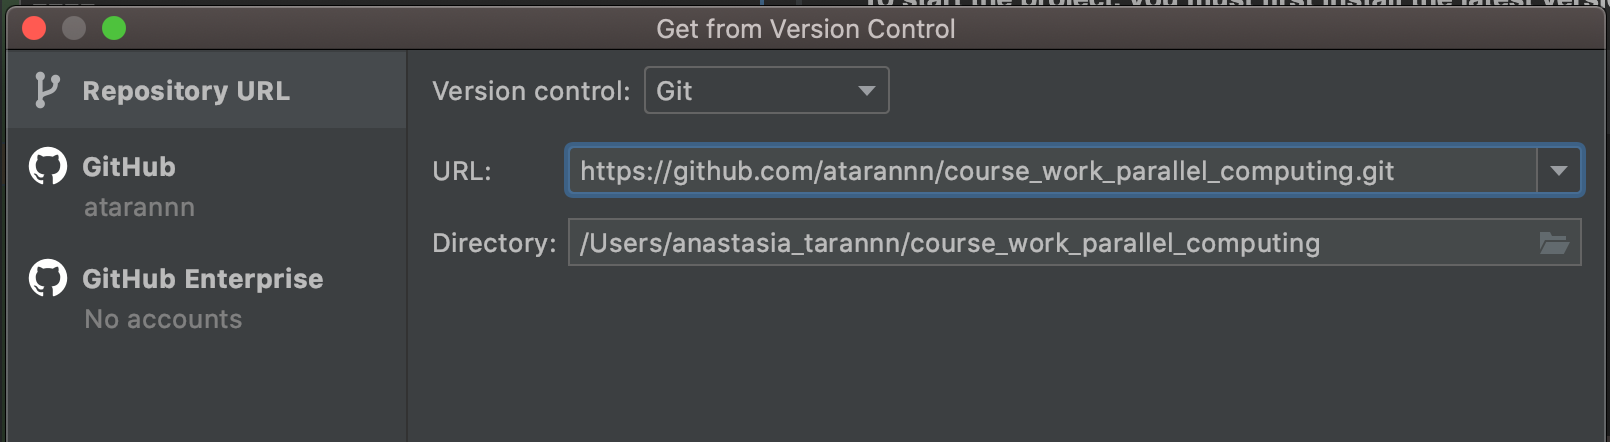 Get from Version Control
Repository URL
GitHub
atarannn
GitHub Enterprise
No accounts
Version control: Git
URL: https://github.com/atarannn/course_work_parallel_computing.git
Directory: /Users/anastasia_tarannn/course_work_parallel_computing